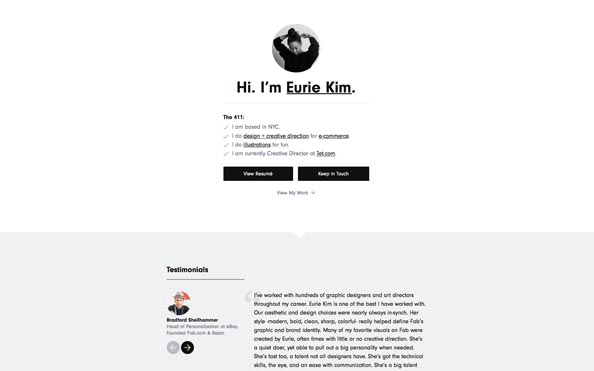 Hi. I'm Eurie Kim.
The 411:
I am based in NYC.
I do design + creative direction for e-commerce.
I do illustrations for fun.
I am currently Creative Director at Jet.com.
View Resumé
Keep in Touch
View My Work ↓
Testimonials
Bradford Shellhammer
Head of Personalization at eBay.
Founded Fab.com & Bezar.
I've worked with hundreds of graphic designers and art directors
throughout my career. Eurie Kim is one of the best I have worked with.
Our aesthetic and design choices were nearly always in-synch. Her
style -modern, bold, clean, sharp, colorful- really helped define Fab's
graphic and brand identity. Many of my favorite visuals on Fab were
created by Eurie, often times with little or no creative direction. She's
a quiet doer, yet able to pull out a big personality when needed.
She's fast too, a talent not all designers have. She's got the technical
skills, the eye, and an ease with communication. She's a big talent